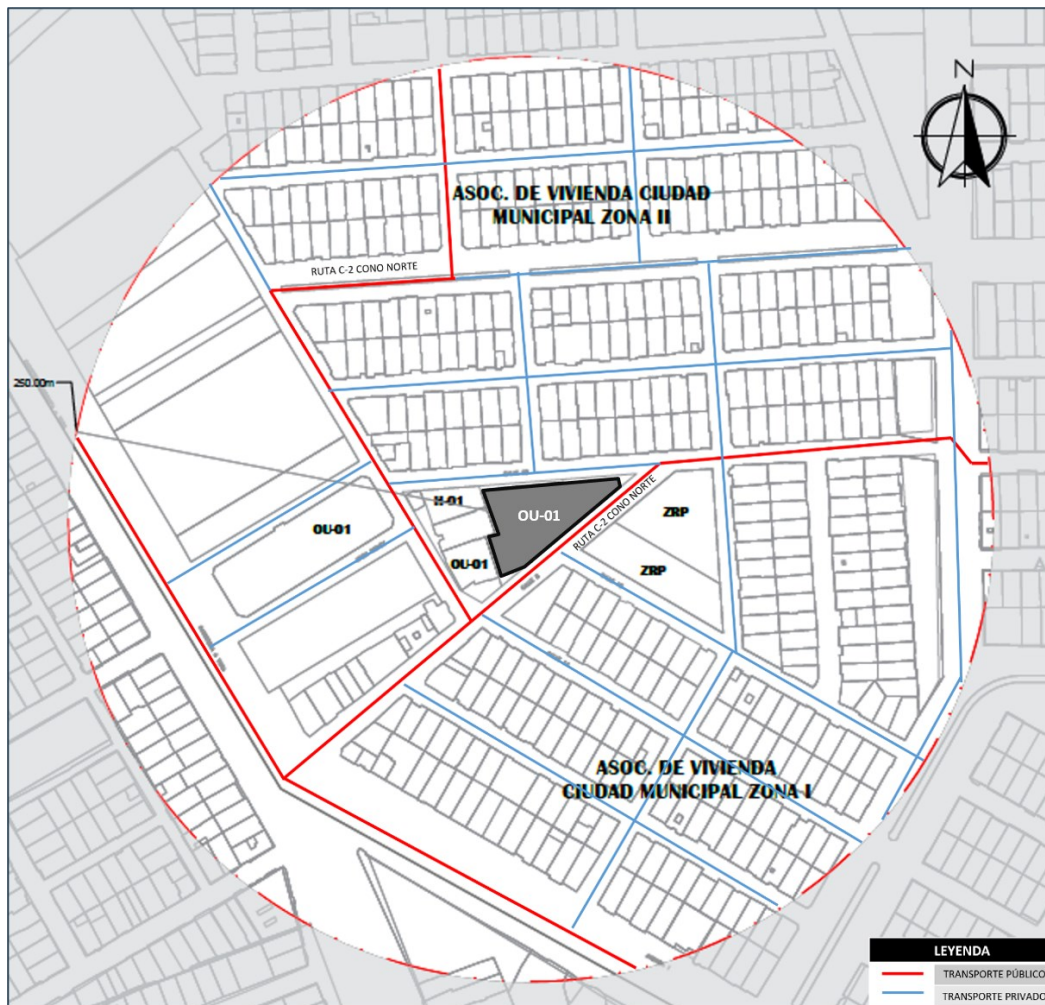 N
ASOC. DE VIVIENDA CIUDAD
MUNICIPAL ZONA II
RUTA C-2 CONO NORTE
250.00m
H-01
OU-01
OU-01
OU-01
RUTA C-2 CONO NORTE
ZRP
ZRP
ASOC. DE VIVIENDA
CIUDAD MUNICIPAL ZONA I
LEYENDA
TRANSPORTE PÚBLICO
TRANSPORTE PRIVADO